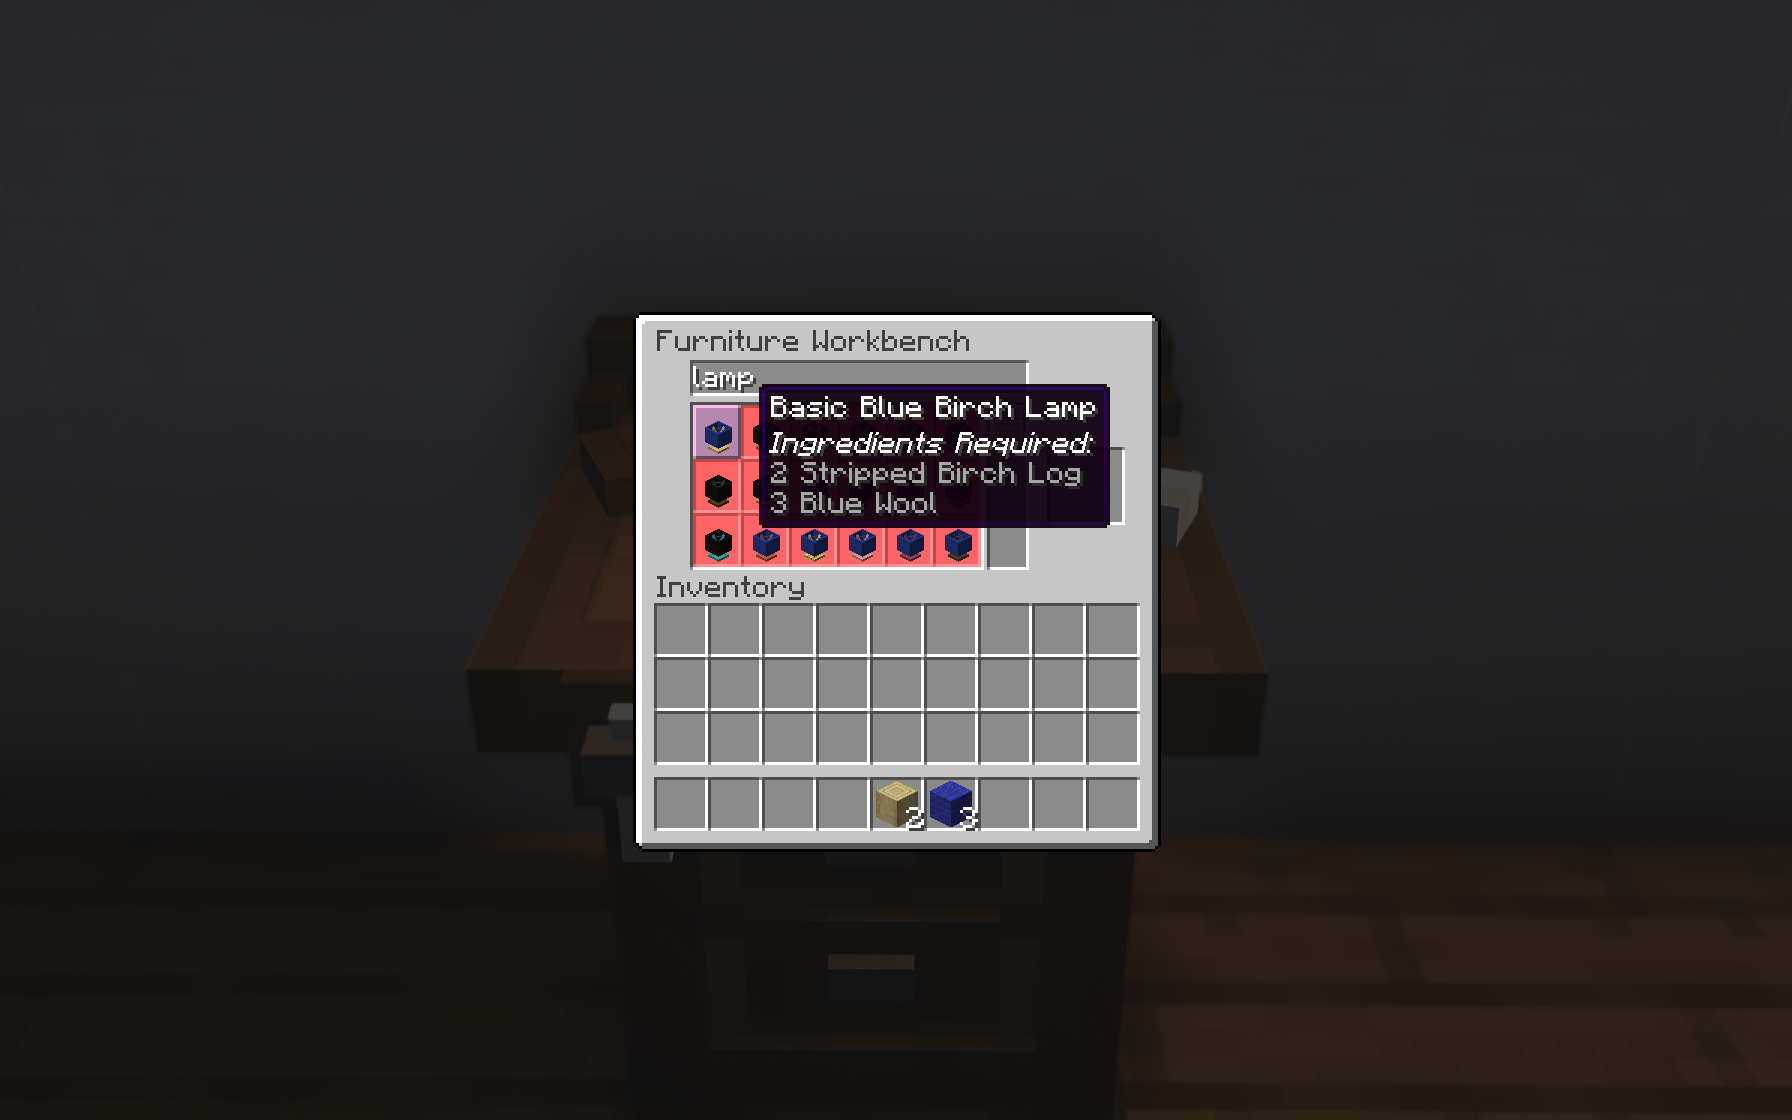 Furniture Workbench
lamp
Basic Blue Birch Lamp
Ingredients Required:
2 Stripped Birch Log
3 Blue Wool
Inventory
2
3